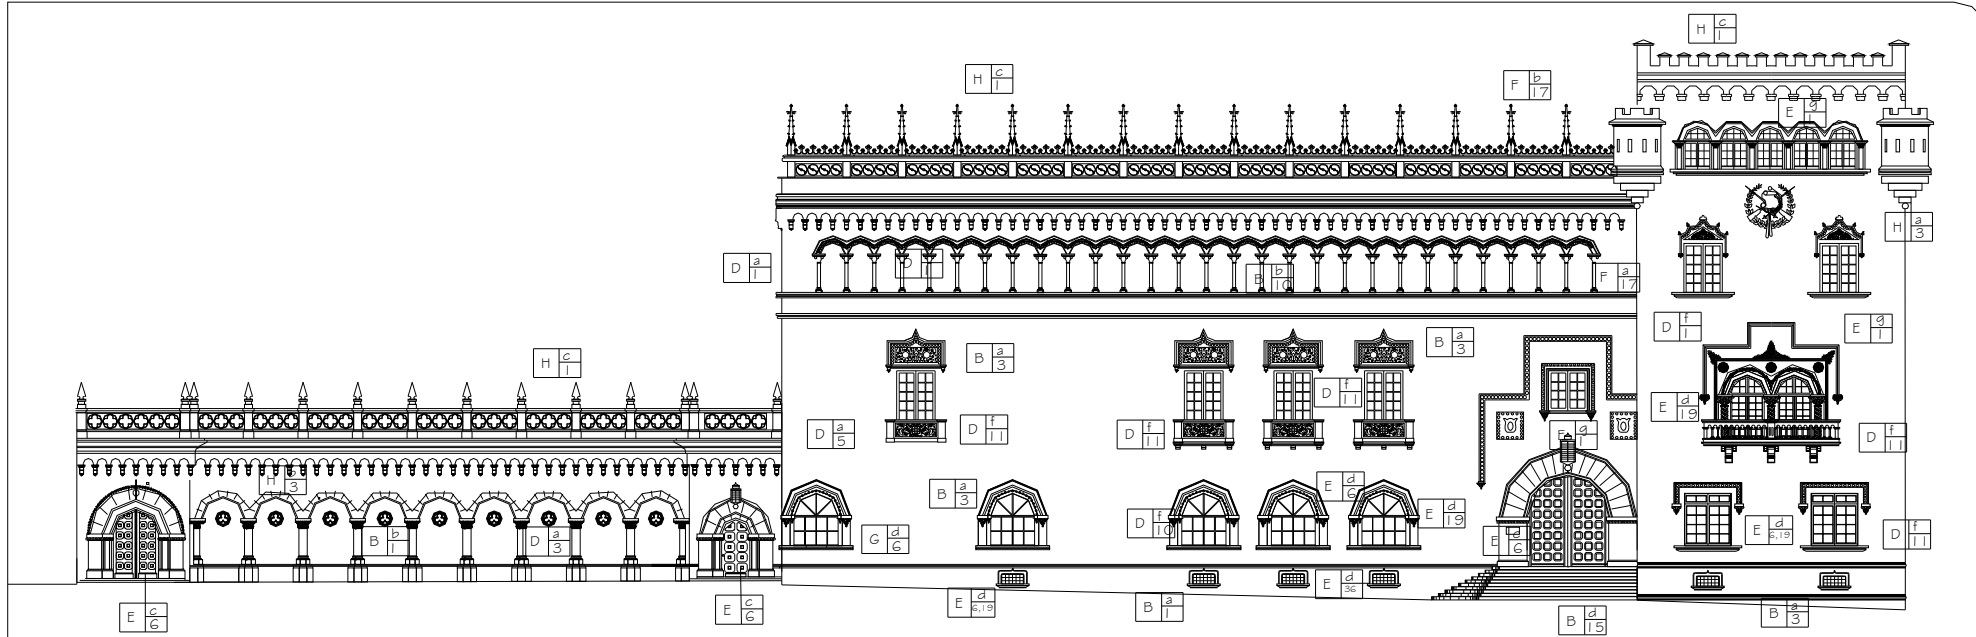 H c 1
H c 1
F b 17
E g 1
H a 3
D a 1
D 1
B b 10
F a 17
D f 1
E g 1
B a 3
B a 3
H c 1
D f 11
E d 19
D a 5
D f 11
D f 11
g 1
D f 11
H 3
B a 3
E d 6
E d 19
D f 10
E d 6,19
D f 11
B b 1
D a 3
G d 6
E 6
E d 36
E c 6
E c 6
E d 6,19
B a 1
B d 15
B a 3